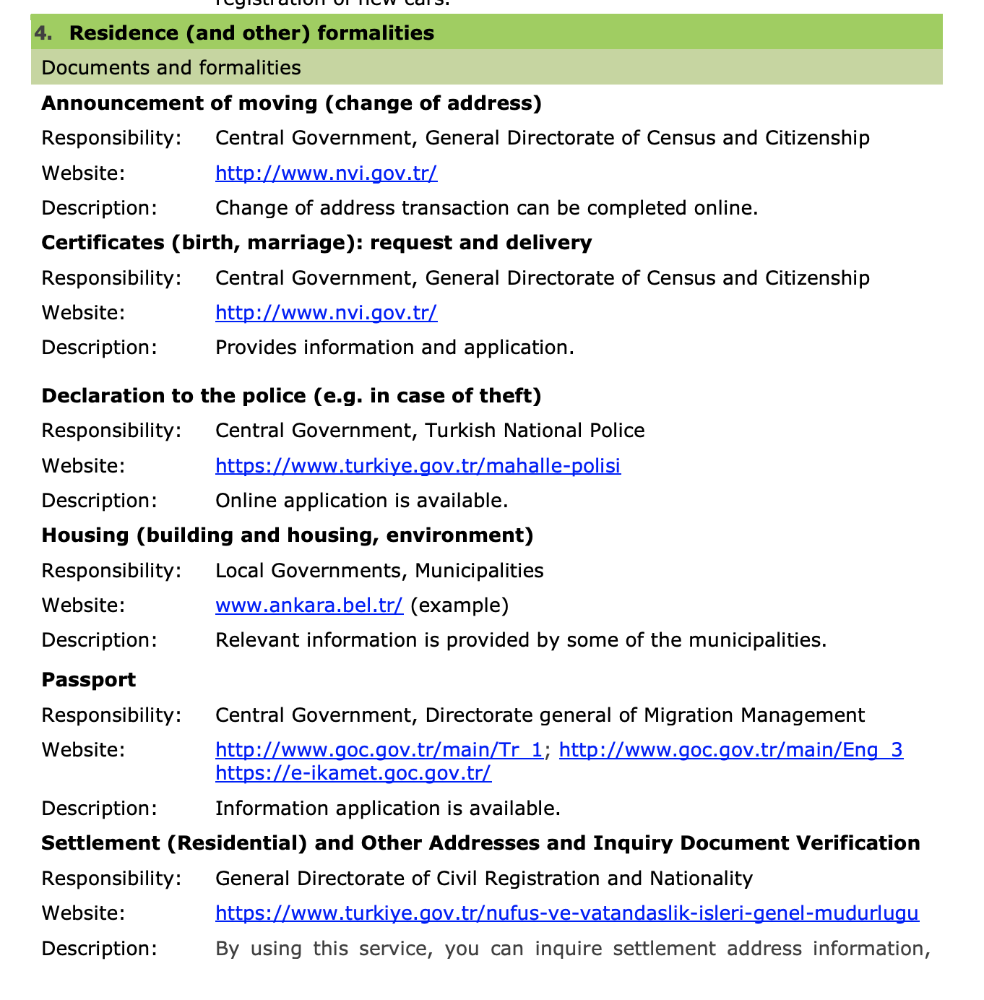 registration of new cars.
4. Residence (and other) formalities
Documents and formalities
Announcement of moving (change of address)
Responsibility: Central Government, General Directorate of Census and Citizenship
Website: http://www.nvi.gov.tr/
Description: Change of address transaction can be completed online.
Certificates (birth, marriage): request and delivery
Responsibility: Central Government, General Directorate of Census and Citizenship
Website: http://www.nvi.gov.tr/
Description: Provides information and application.
Declaration to the police (e.g. in case of theft)
Responsibility: Central Government, Turkish National Police
Website: https://www.turkiye.gov.tr/mahalle-polisi
Description: Online application is available.
Housing (building and housing, environment)
Responsibility: Local Governments, Municipalities
Website: www.ankara.bel.tr/ (example)
Description: Relevant information is provided by some of the municipalities.
Passport
Responsibility: Central Government, Directorate general of Migration Management
Website: http://www.goc.gov.tr/main/Tr_1; http://www.goc.gov.tr/main/Eng_3
https://e-ikamet.goc.gov.tr/
Description: Information application is available.
Settlement (Residential) and Other Addresses and Inquiry Document Verification
Responsibility: General Directorate of Civil Registration and Nationality
Website: https://www.turkiye.gov.tr/nufus-ve-vatandaslik-isleri-genel-mudurlugu
Description: By using this service, you can inquire settlement address information,